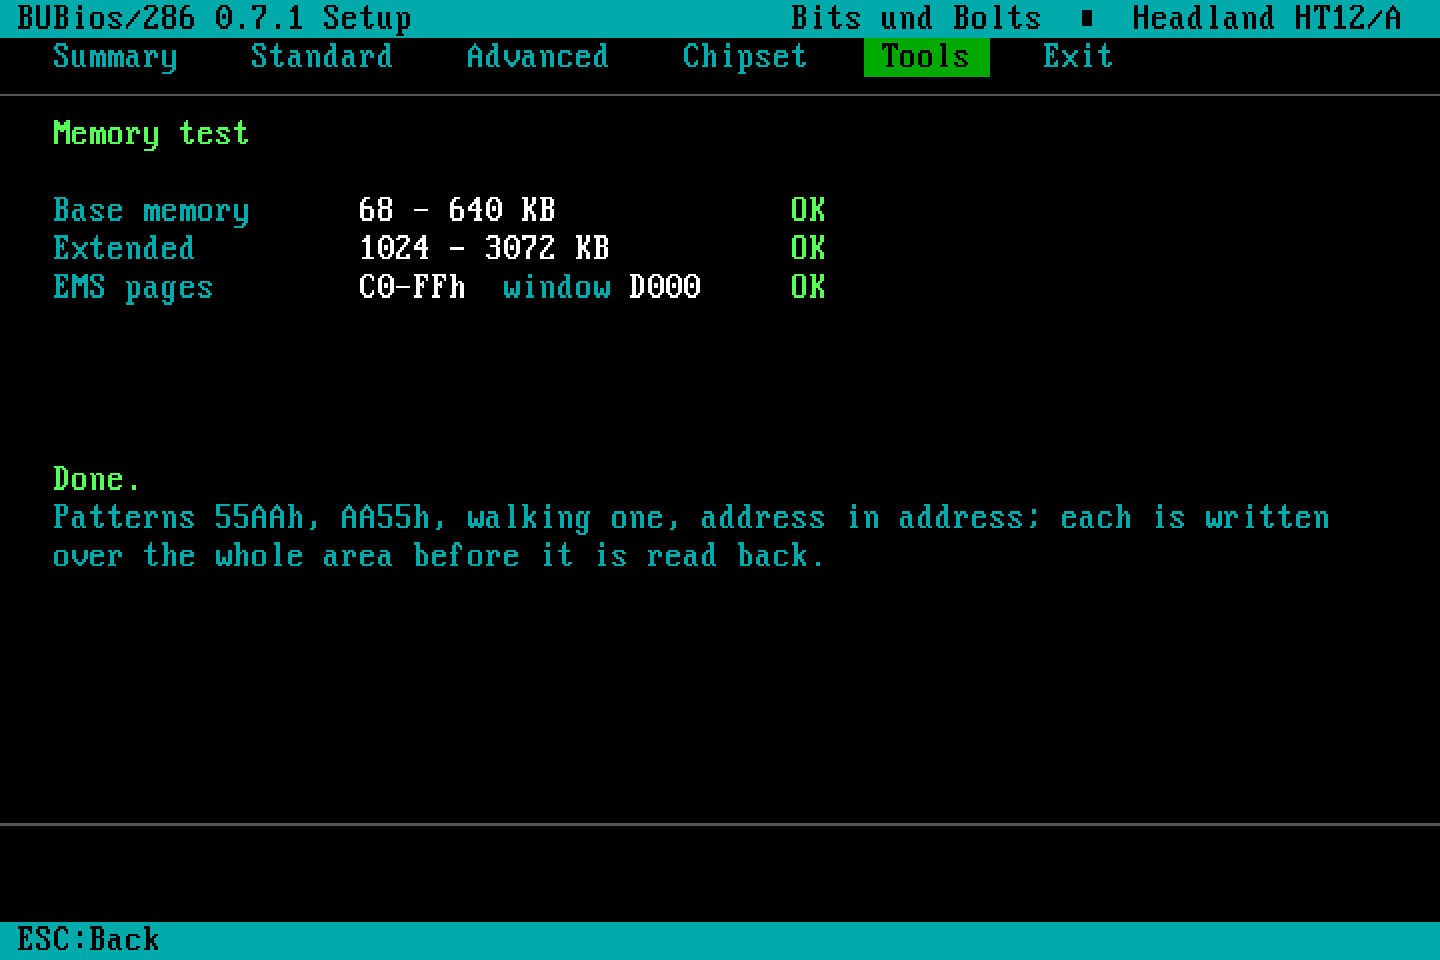 BUBios/286 0.7.1 Setup Bits und Bolts ▪ Headland HT12/A
Summary Standard Advanced Chipset Tools Exit
Memory test
Base memory 68 - 640 KB OK
Extended 1024 - 3072 KB OK
EMS pages C0-FFh window D000 OK
Done.
Patterns 55AAh, AA55h, walking one, address in address; each is written
over the whole area before it is read back.
ESC:Back